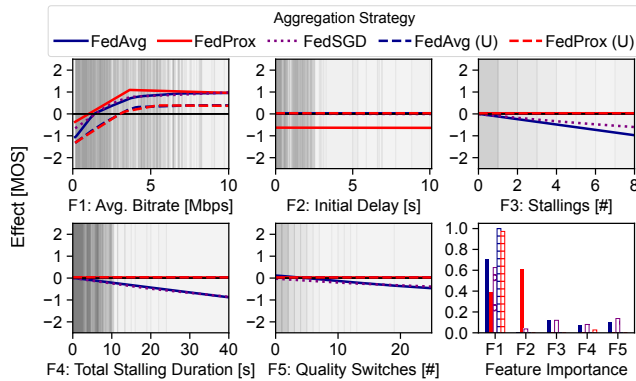 Aggregation Strategy
FedAvg FedProx FedSGD FedAvg (U) FedProx (U)
Effect [MOS]
2 1 0 −1 −2
0 5 10
F1: Avg. Bitrate [Mbps]
2 1 0 −1 −2
0 5 10
F2: Initial Delay [s]
2 1 0 −1 −2
0 2 4 6 8
F3: Stallings [#]
2 1 0 −1 −2
0 10 20 30 40
F4: Total Stalling Duration [s]
2 1 0 −1 −2
0 10 20
F5: Quality Switches [#]
1.0 0.8 0.6 0.4 0.2 0.0
F1 F2 F3 F4 F5
Feature Importance